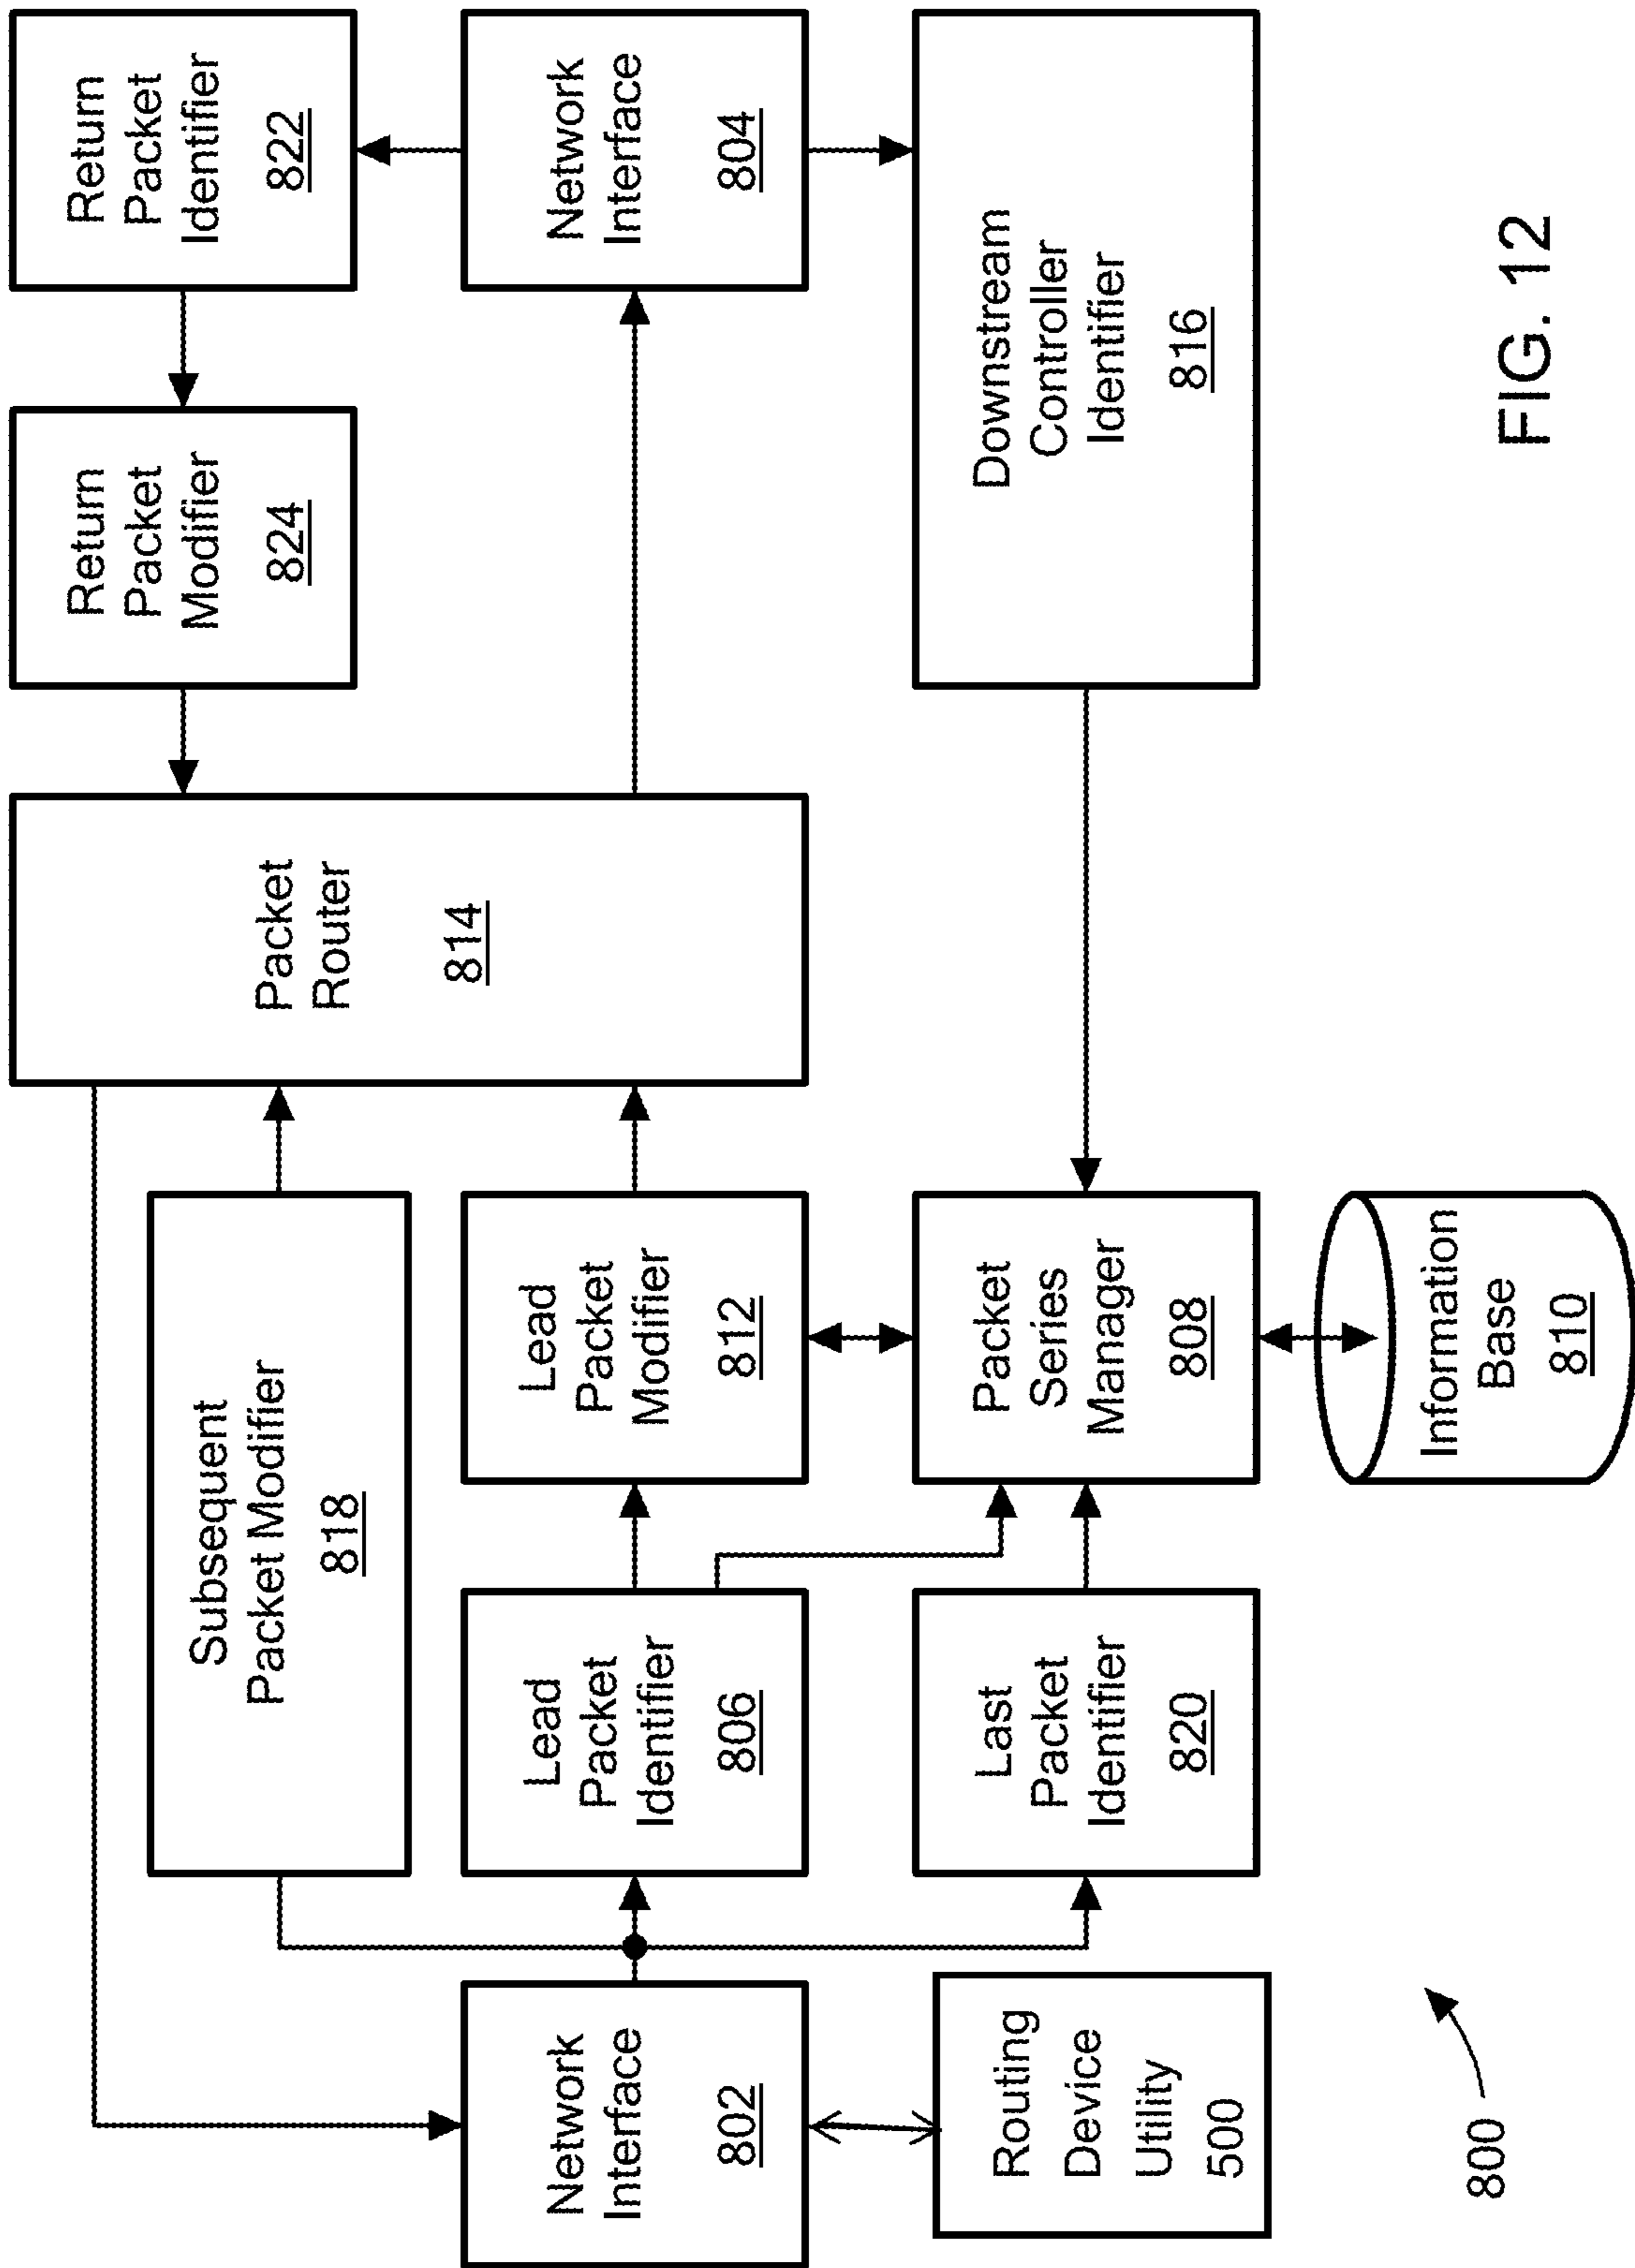 Network
Interface
802
Routing
Device
Utility
500
Subsequent
Packet Modifier
818
Lead
Packet
Identifier
806
Last
Packet
Identifier
820
Lead
Packet
Modifier
812
Packet
Series
Manager
808
Information
Base
810
Packet
Router
814
Return
Packet
Modifier
824
Return
Packet
Identifier
822
Network
Interface
804
Downstream
Controller
Identifier
816
800
FIG. 12